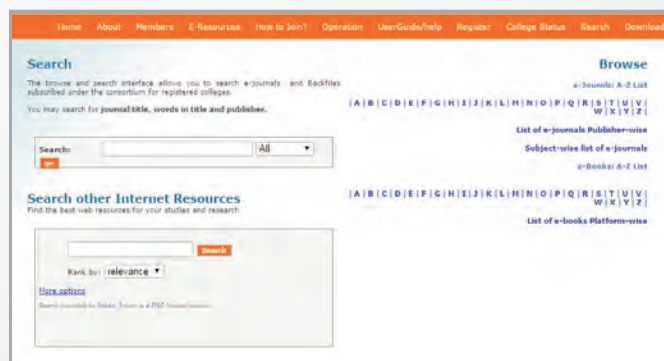 Home About Members E-Resources How to Join? Operation UserGuide/help Register College Status Search Download
Search
The browse and search interface allows you to search e-journals and Backfiles
subscribed under the consortium for registered colleges.
You may search for journal title, words in title and publisher.
Search: All
go
Search other Internet Resources
Find the best web resources for your studies and research
Search
Rank by: relevance
More options
Browse
e-Journals: A-Z List
|A|B|C|D|E|F|G|H|I|J|K|L|M|N|O|P|Q|R|S|T|U|V|
W|X|Y|Z|
List of e-journals Publisher-wise
Subject-wise list of e-journals
e-Books: A-Z List
|A|B|C|D|E|F|G|H|I|J|K|L|M|N|O|P|Q|R|S|T|U|V|
W|X|Y|Z|
List of e-books Platform-wise